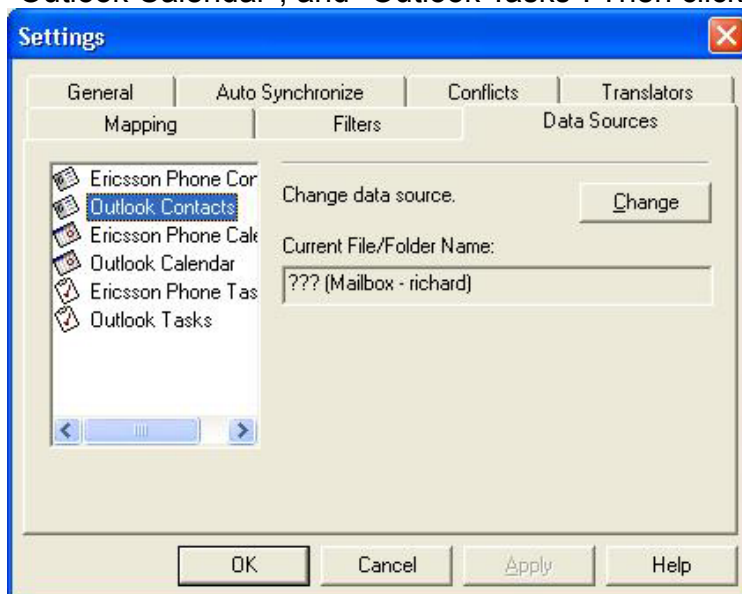 "Outlook Calendar", and "Outlook Tasks". Then click
Settings
General Auto Synchronize Conflicts Translators
Mapping Filters Data Sources
Ericsson Phone Cor
Outlook Contacts
Ericsson Phone Cale
Outlook Calendar
Ericsson Phone Tas
Outlook Tasks
Change data source.
Change
Current File/Folder Name:
??? (Mailbox - richard)
OK Cancel Apply Help